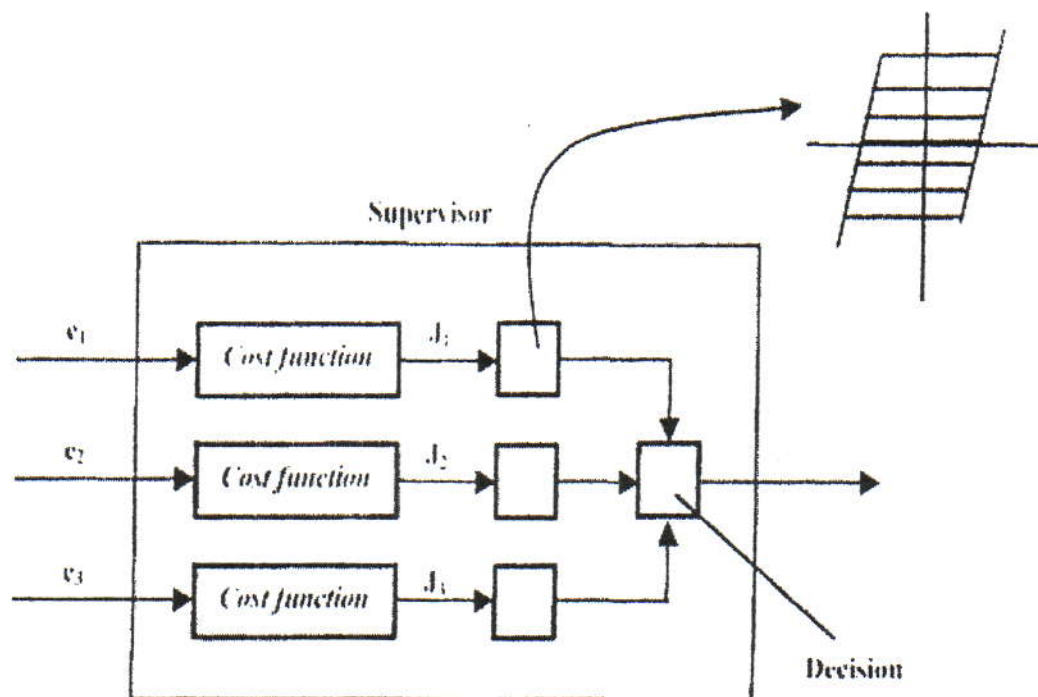 Supervisor
e₁
Cost function
J₁
e₂
Cost function
J₂
e₃
Cost function
J₃
Decision